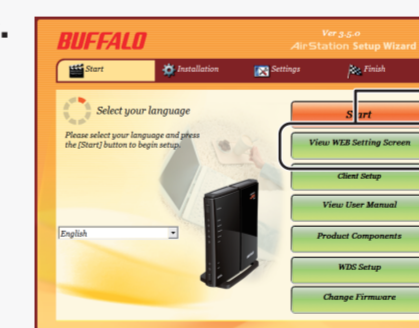 BUFFALO
Ver 3.5.0
AirStation Setup Wizard
Start
Installation
Settings
Finish
Select your language
Please select your language and press
the [Start] button to begin setup.
English
Start
View WEB Setting Screen
Client Setup
View User Manual
Product Components
WDS Setup
Change Firmware